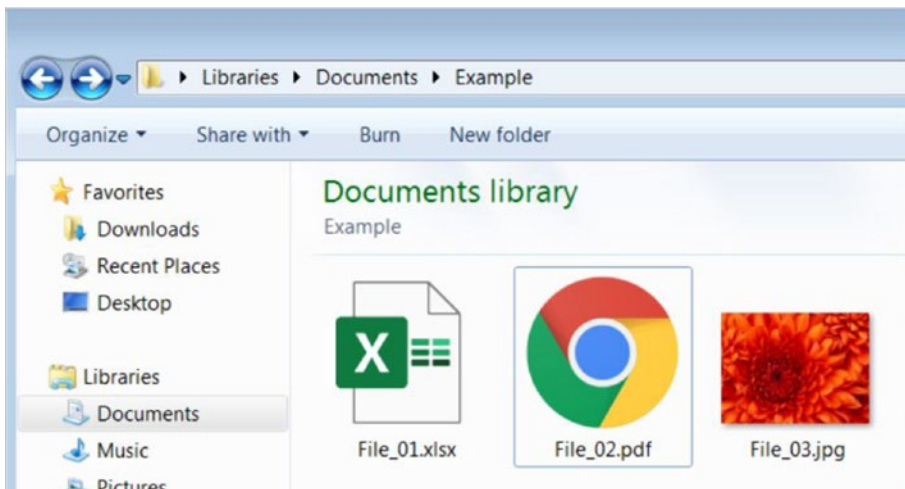 Libraries Documents Example
Organize Share with Burn New folder
Favorites
Downloads
Recent Places
Desktop
Libraries
Documents
Music
Pictures
Documents library
Example
X
File_01.xlsx File_02.pdf File_03.jpg